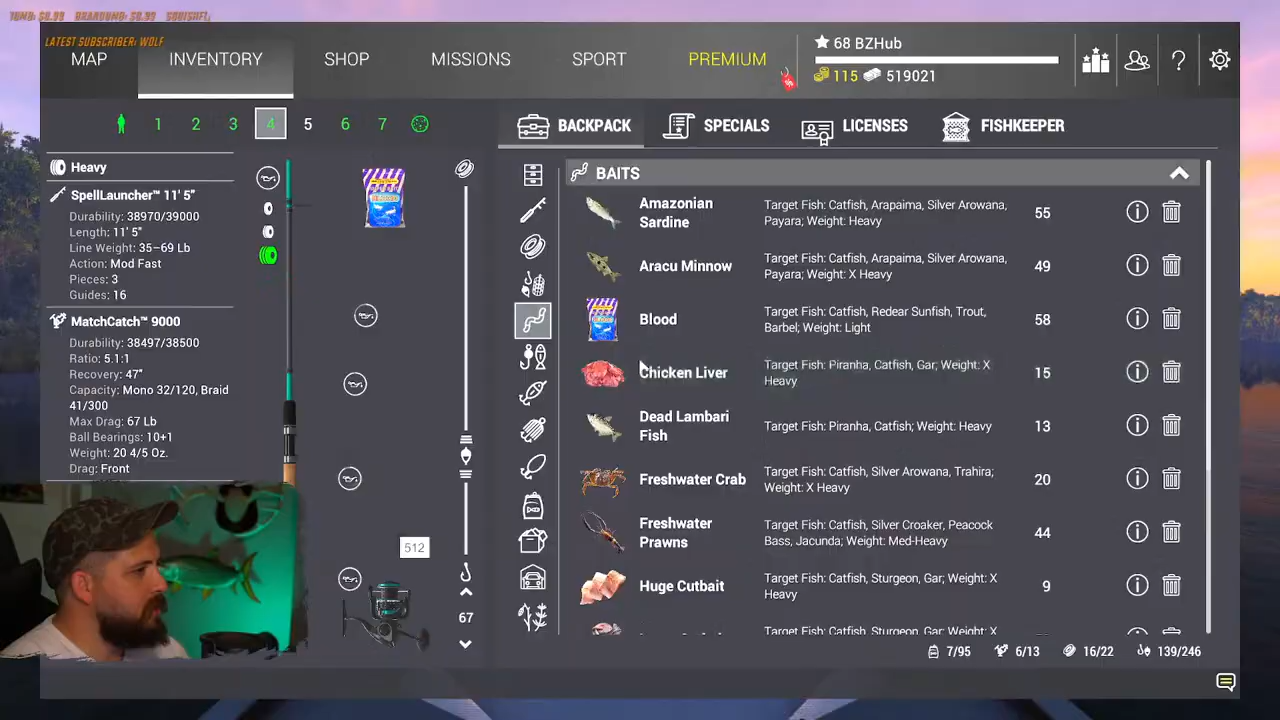 LATEST SUBSCRIBER: WOLF
MAP
INVENTORY
SHOP
MISSIONS
SPORT
PREMIUM
68 BZHub
115 519021
?
1 2 3 4 5 6 7
BACKPACK
SPECIALS
LICENSES
FISHKEEPER
Heavy
SpellLauncher™ 11' 5"
Durability: 38970/39000
Length: 11' 5"
Line Weight: 35–69 Lb
Action: Mod Fast
Pieces: 3
Guides: 16
MatchCatch™ 9000
Durability: 38497/38500
Ratio: 5.1:1
Recovery: 47"
Capacity: Mono 32/120, Braid
41/300
Max Drag: 67 Lb
Ball Bearings: 10+1
Weight: 20 4/5 Oz.
Drag: Front
512
67
BAITS
Amazonian
Sardine
Target Fish: Catfish, Arapaima, Silver Arowana,
Payara; Weight: Heavy
55
Aracu Minnow
Target Fish: Catfish, Arapaima, Silver Arowana,
Payara; Weight: X Heavy
49
Blood
Target Fish: Catfish, Redear Sunfish, Trout,
Barbel; Weight: Light
58
Chicken Liver
Target Fish: Piranha, Catfish, Gar; Weight: X
Heavy
15
Dead Lambari
Fish
Target Fish: Piranha, Catfish; Weight: Heavy
13
Freshwater Crab
Target Fish: Catfish, Silver Arowana, Trahira;
Weight: X Heavy
20
Freshwater
Prawns
Target Fish: Catfish, Silver Croaker, Peacock
Bass, Jacunda; Weight: Med-Heavy
44
Huge Cutbait
Target Fish: Catfish, Sturgeon, Gar; Weight: X
Heavy
9
Target Fish: Catfish, Sturgeon, Gar; Weight: X
7/95 6/13 16/22 139/246